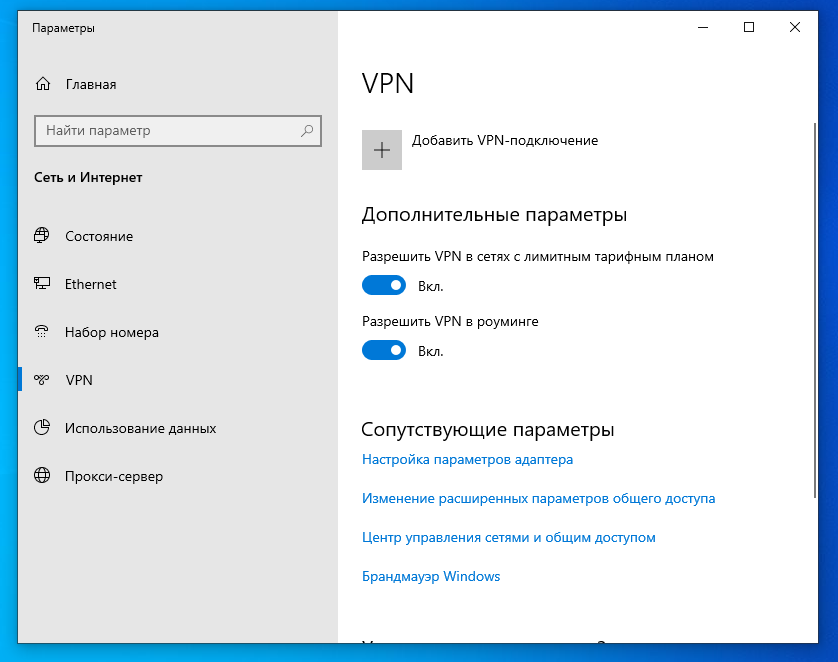 Параметры
Главная
Найти параметр
Сеть и Интернет
Состояние
Ethernet
Набор номера
VPN
Использование данных
Прокси-сервер
VPN
Добавить VPN-подключение
Дополнительные параметры
Разрешить VPN в сетях с лимитным тарифным планом
Вкл.
Разрешить VPN в роуминге
Вкл.
Сопутствующие параметры
Настройка параметров адаптера
Изменение расширенных параметров общего доступа
Центр управления сетями и общим доступом
Брандмауэр Windows